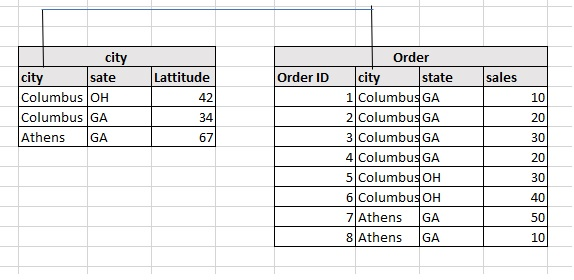 city
city sate Lattitude
Columbus OH 42
Columbus GA 34
Athens GA 67
Order
Order ID city state sales
1 Columbus GA 10
2 Columbus GA 20
3 Columbus GA 30
4 Columbus GA 20
5 Columbus OH 30
6 Columbus OH 40
7 Athens GA 50
8 Athens GA 10